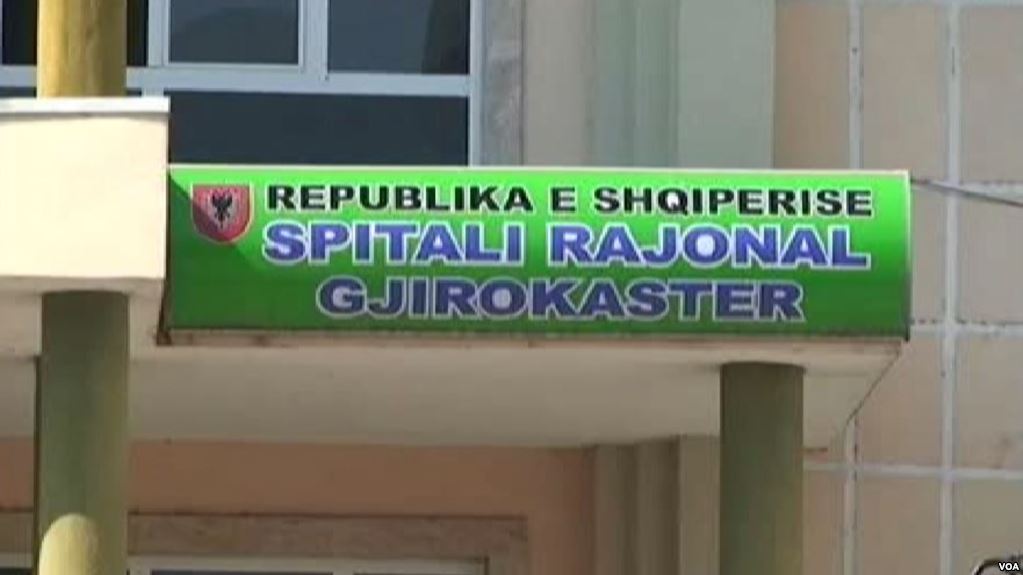 REPUBLIKA E SHQIPERISE
SPITALI RAJONAL
GJIROKASTER
VOA